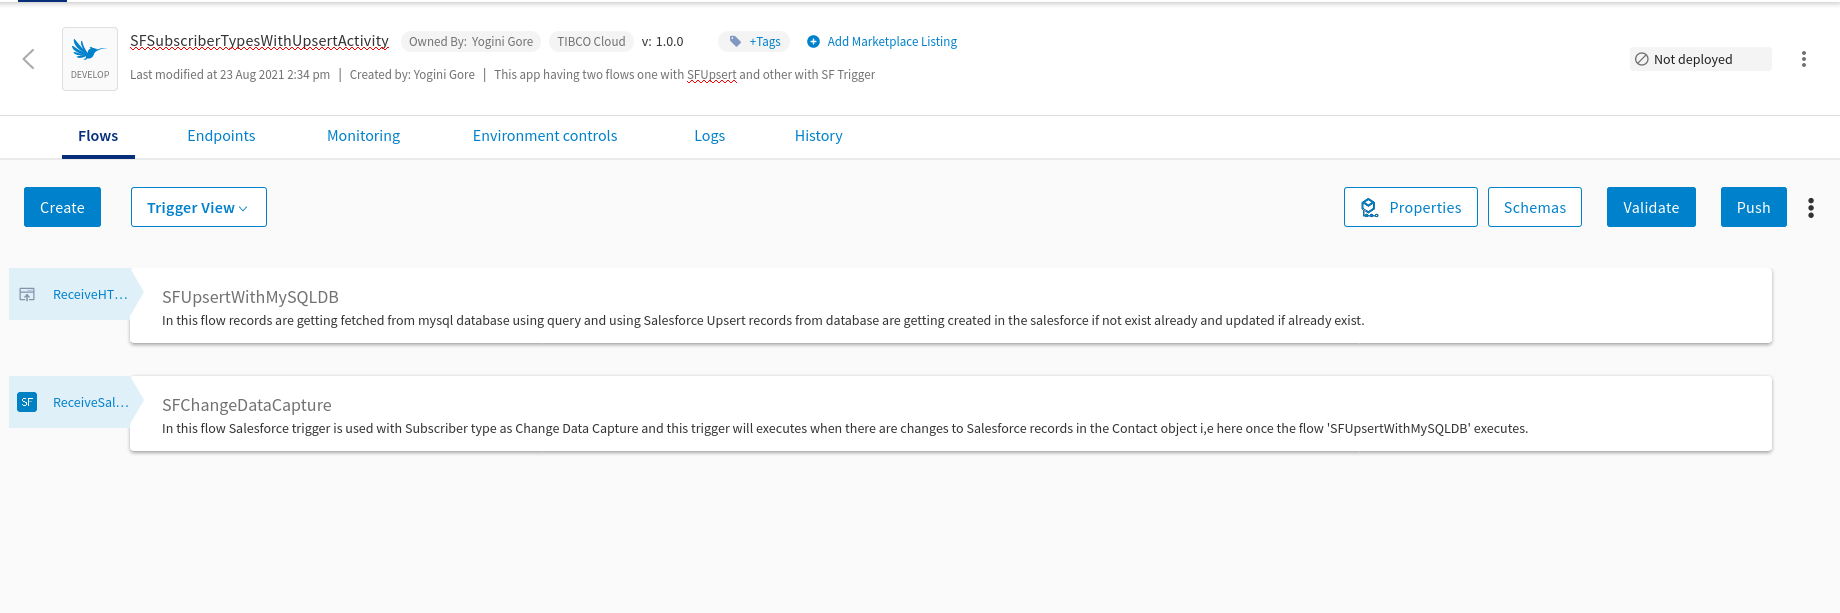 SFSubscriberTypesWithUpsertActivity Owned By: Yogini Gore TIBCO Cloud v: 1.0.0 +Tags Add Marketplace Listing
DEVELOP
Last modified at 23 Aug 2021 2:34 pm | Created by: Yogini Gore | This app having two flows one with SFUpsert and other with SF Trigger
Not deployed
Flows Endpoints Monitoring Environment controls Logs History
Create Trigger View Properties Schemas Validate Push
ReceiveHT...
SFUpsertWithMySQLDB
In this flow records are getting fetched from mysql database using query and using Salesforce Upsert records from database are getting created in the salesforce if not exist already and updated if already exist.
SF ReceiveSal...
SFChangeDataCapture
In this flow Salesforce trigger is used with Subscriber type as Change Data Capture and this trigger will executes when there are changes to Salesforce records in the Contact object i,e here once the flow 'SFUpsertWithMySQLDB' executes.